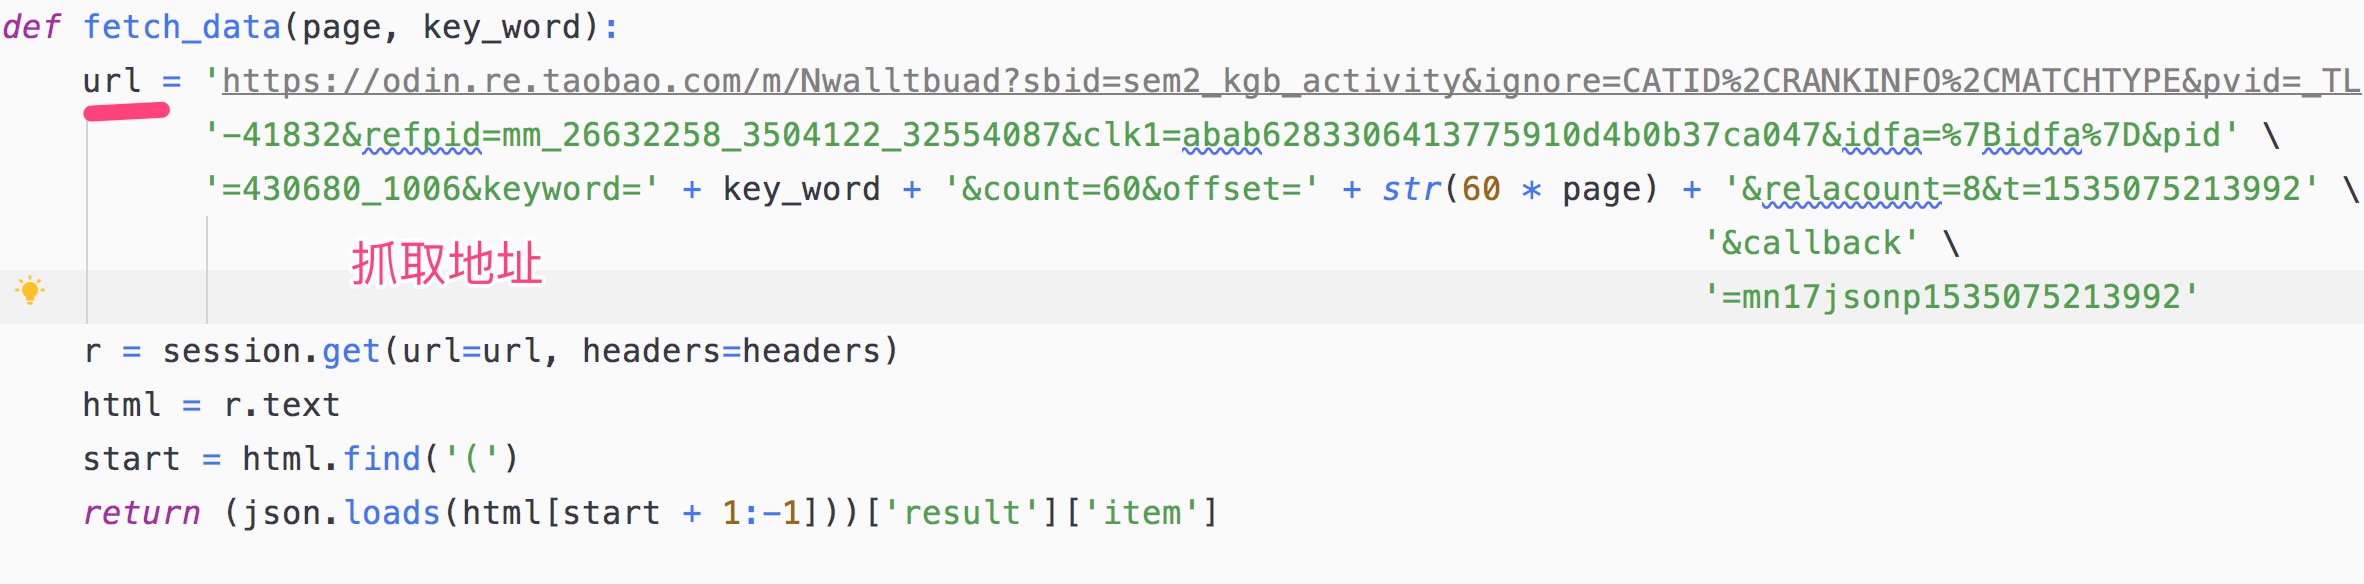 def fetch_data(page, key_word):
url = 'https://odin.re.taobao.com/m/Nwalltbuad?sbid=sem2_kgb_activity&ignore=CATID%2CRANKINFO%2CMATCHTYPE&pvid=_TL
'-41832&refpid=mm_26632258_3504122_32554087&clk1=abab6283306413775910d4b0b37ca047&idfa=%7Bidfa%7D&pid' \
'=430680_1006&keyword=' + key_word + '&count=60&offset=' + str(60 * page) + '&relacount=8&t=1535075213992' \
'&callback' \
抓取地址
'=mn17jsonp1535075213992'
r = session.get(url=url, headers=headers)
html = r.text
start = html.find('(')
return (json.loads(html[start + 1:-1]))['result']['item']